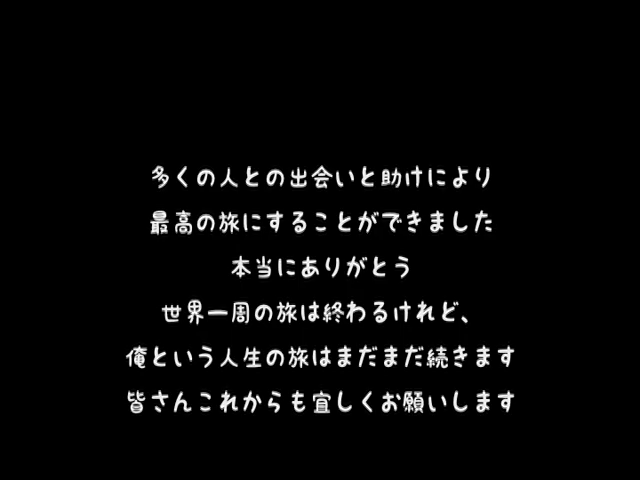 多くの人との出会いと助けにより
最高の旅にすることができました
本当にありがとう
世界一周の旅は終わるけれど、
俺という人生の旅はまだまだ続きます
皆さんこれからも宜しくお願いします